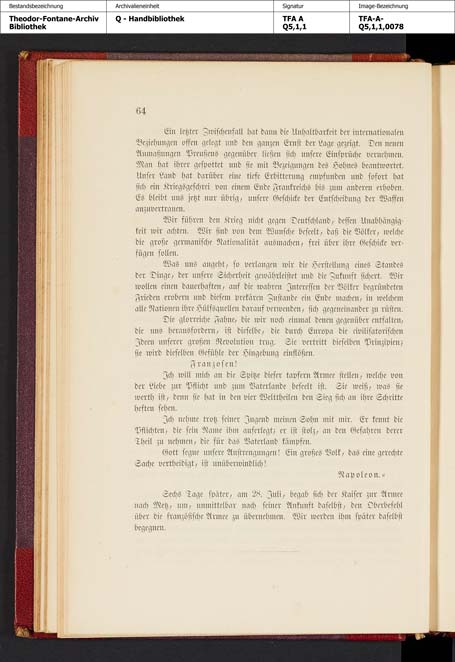 Bestandsbezeichnung
Theodor-Fontane-Archiv
Bibliothek
Archivalieneinheit
Q - Handbibliothek
Signatur
TFA A
Q5,1,1
Image-Bezeichnung
TFA-A-
Q5,1,1,0078
64
Ein letzter Zwischenfall hat dann die Unhaltbarkeit der internationalen
Beziehungen offen gelegt und den ganzen Ernst der Lage gezeigt. Den neuen
Anmaßungen Preußens gegenüber ließen sich unsere Einsprüche vernehmen.
Man hat ihrer gespottet und sie mit Bezeigungen des Hohnes beantwortet.
Unser Land hat darüber eine tiefe Erbitterung empfunden und sofort hat
sich ein Kriegsgeschrei von einem Ende Frankreichs bis zum anderen erhoben.
Es bleibt uns jetzt nur übrig, unsere Geschicke der Entscheidung der Waffen
anzuvertrauen.
Wir führen den Krieg nicht gegen Deutschland, dessen Unabhängig-
keit wir achten. Wir sind von dem Wunsche beseelt, daß die Völker, welche
die große germanische Nationalität ausmachen, frei über ihre Geschicke ver-
fügen sollen.
Was uns angeht, so verlangen wir die Herstellung eines Standes
der Dinge, der unsere Sicherheit gewährleistet und die Zukunft sichert. Wir
wollen einen dauerhaften, auf die wahren Interessen der Völker begründeten
Frieden erobern und diesem prekären Zustande ein Ende machen, in welchem
alle Nationen ihre Hülfsquellen darauf verwenden, sich gegeneinander zu rüsten.
Die glorreiche Fahne, die wir noch einmal denen gegenüber entfalten,
die uns herausfordern, ist dieselbe, die durch Europa die civilisatorischen
Ideen unserer großen Revolution trug. Sie vertritt dieselben Prinzipien;
sie wird dieselben Gefühle der Hingebung einflößen.
Franzosen!
Ich will mich an die Spitze dieser tapfern Armee stellen, welche von
der Liebe zur Pflicht und zum Vaterlande beseelt ist. Sie weiß, was sie
werth ist, denn sie hat in den vier Welttheilen den Sieg sich an ihre Schritte
heften sehen.
Ich nehme trotz seiner Jugend meinen Sohn mit mir. Er kennt die
Pflichten, die sein Name ihm auferlegt; er ist stolz, an den Gefahren derer
Theil zu nehmen, die für das Vaterland kämpfen.
Gott segne unsere Anstrengungen! Ein großes Volk, das eine gerechte
Sache vertheidigt, ist unüberwindlich!
Napoleon.«
Sechs Tage später, am 28. Juli, begab sich der Kaiser zur Armee
nach Metz, um, unmittelbar nach seiner Ankunft daselbst, den Oberbefehl
über die französische Armee zu übernehmen. Wir werden ihm später daselbst
begegnen.